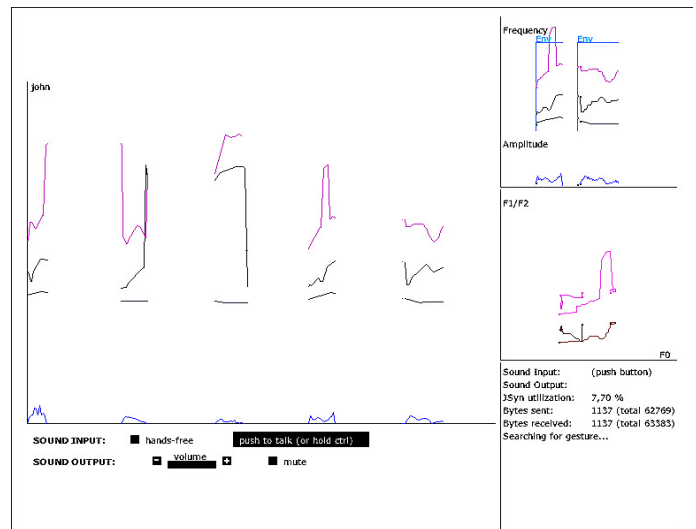 john
SOUND INPUT: hands-free push to talk (or hold ctrl)
SOUND OUTPUT: - volume + mute
Frequency
Env Env
Amplitude
F1/F2
F0
Sound Input: (push button)
Sound Output:
JSyn utilization: 7,70 %
Bytes sent: 1137 (total 62769)
Bytes received: 1137 (total 63383)
Searching for gesture...